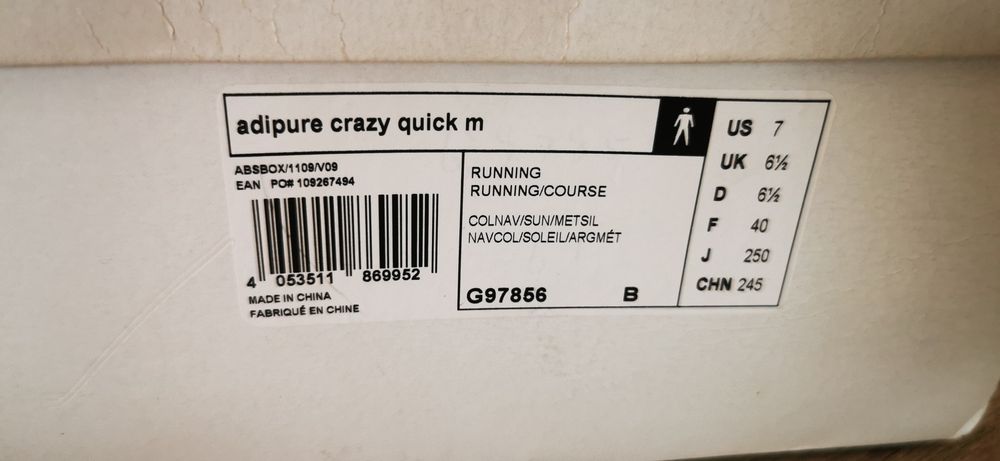 adipure crazy quick m
ABSBOX/1109/V09
EAN PO# 109267494
4 053511 869952
MADE IN CHINA
FABRIQUÉ EN CHINE
RUNNING
RUNNING/COURSE
COLNAV/SUN/METSIL
NAVCOL/SOLEIL/ARGMÉT
G97856 B
US 7
UK 6½
D 6½
F 40
J 250
CHN 245